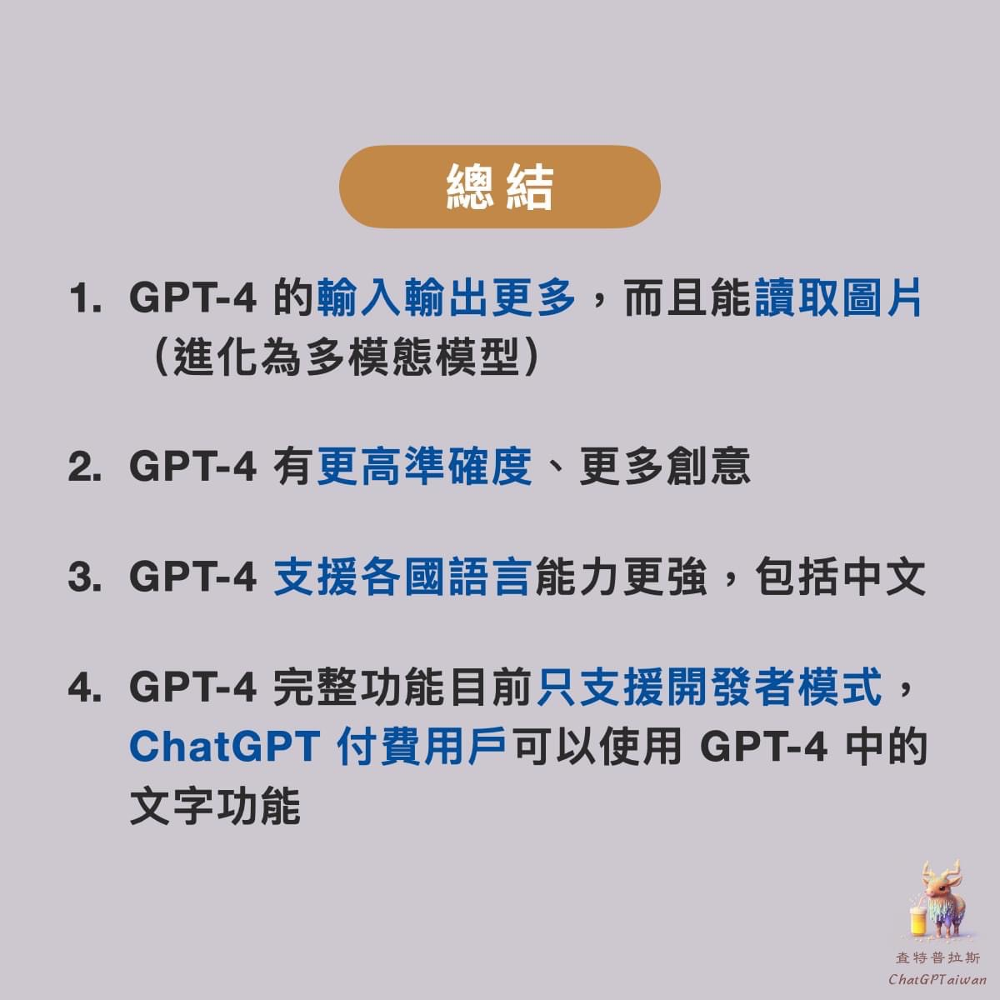 總結
1. GPT-4 的輸入輸出更多，而且能讀取圖片
（進化為多模態模型）
2. GPT-4 有更高準確度、更多創意
3. GPT-4 支援各國語言能力更強，包括中文
4. GPT-4 完整功能目前只支援開發者模式，
ChatGPT 付費用戶可以使用 GPT-4 中的
文字功能
查特普拉斯
ChatGPTaiwan